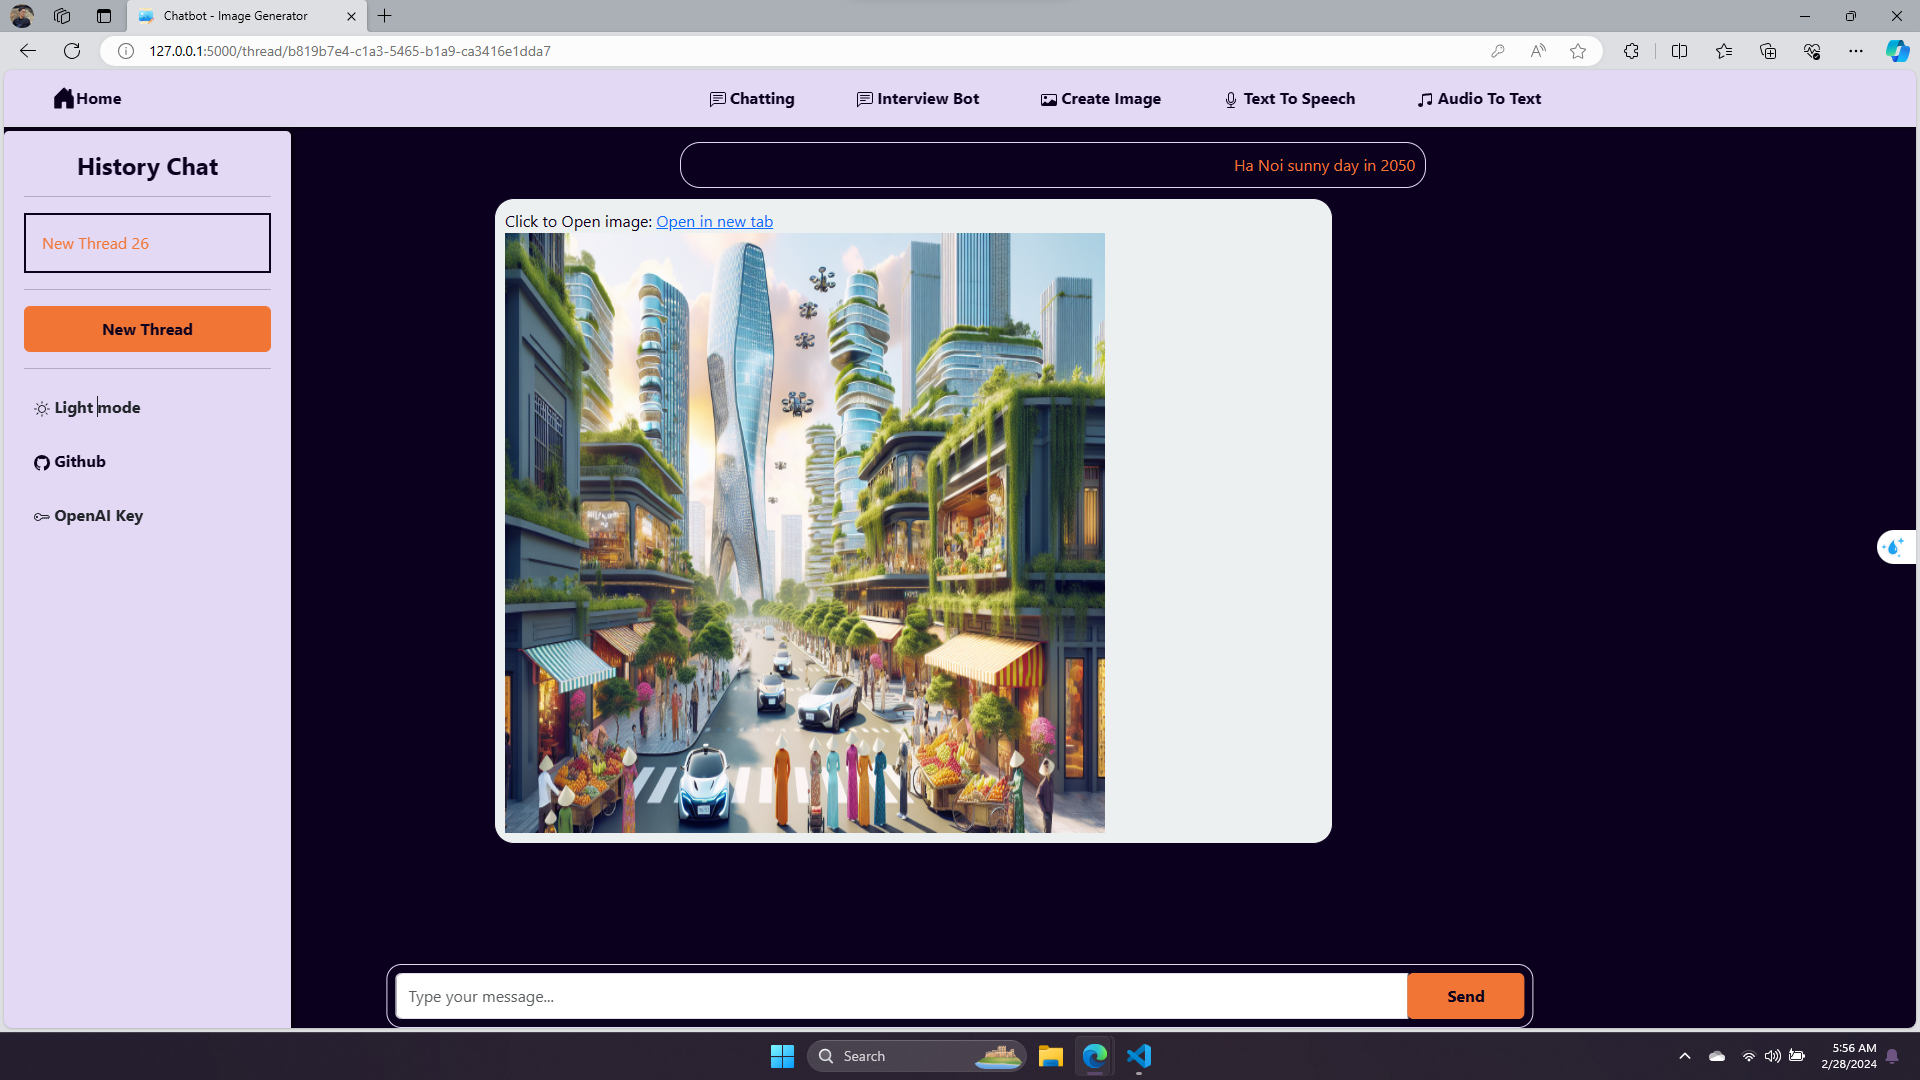 Chatbot - Image Generator
127.0.0.1:5000/thread/b819b7e4-c1a3-5465-b1a9-ca3416e1dda7
Home
Chatting
Interview Bot
Create Image
Text To Speech
Audio To Text
History Chat
New Thread 26
New Thread
Light mode
Github
OpenAI Key
Ha Noi sunny day in 2050
Click to Open image: Open in new tab
Type your message...
Send
Search
5:56 AM
2/28/2024